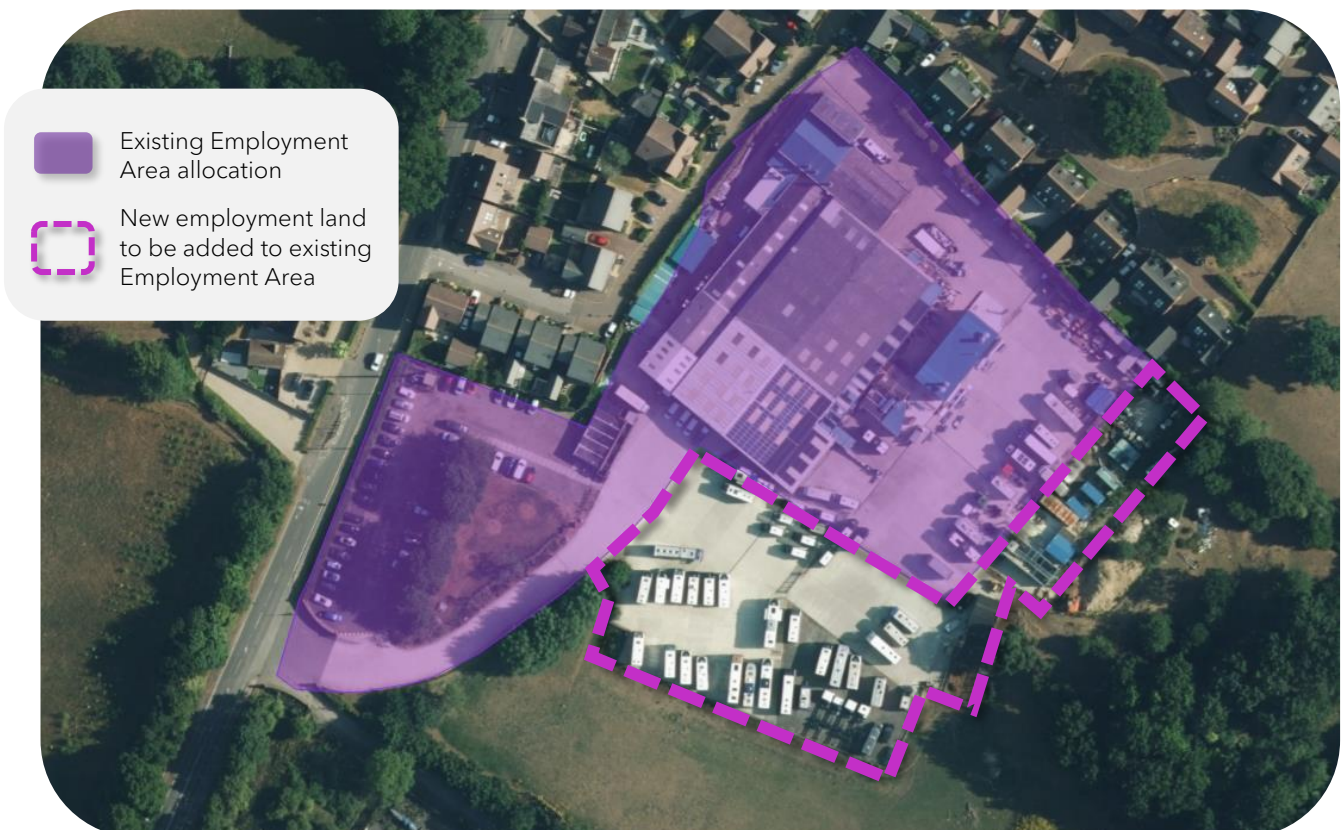 Existing Employment
Area allocation
New employment land
to be added to existing
Employment Area